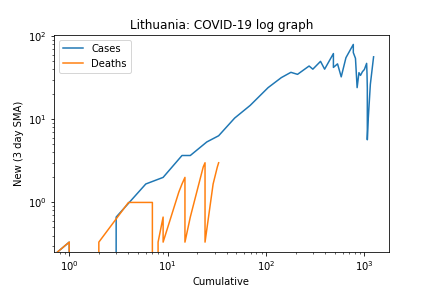 Lithuania: COVID-19 log graph
Cases
Deaths
10²
10¹
10⁰
New (3 day SMA)
10⁰ 10¹ 10² 10³
Cumulative